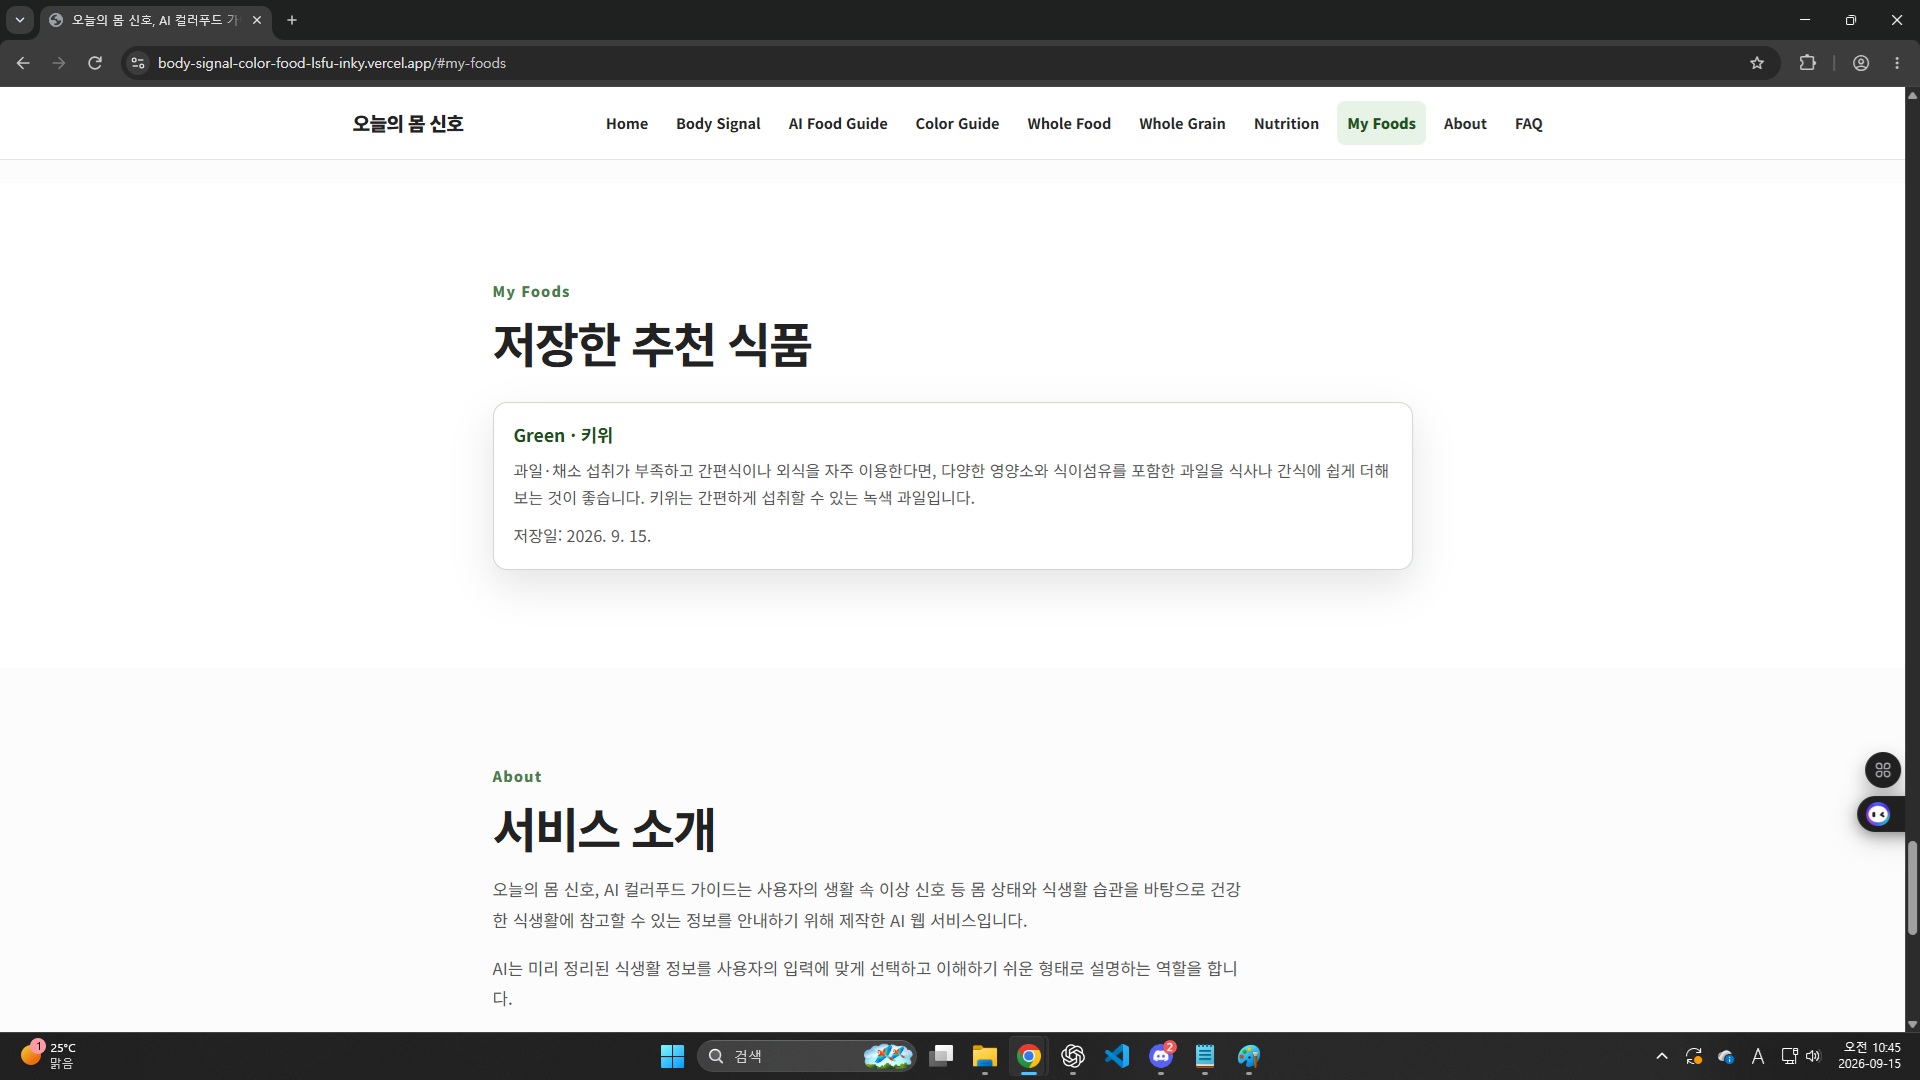 오늘의 몸 신호, AI 컬러푸드 가
body-signal-color-food-lsfu-inky.vercel.app/#my-foods
오늘의 몸 신호
Home
Body Signal
AI Food Guide
Color Guide
Whole Food
Whole Grain
Nutrition
My Foods
About
FAQ
My Foods
저장한 추천 식품
Green · 키위
과일·채소 섭취가 부족하고 간편식이나 외식을 자주 이용한다면, 다양한 영양소와 식이섬유를 포함한 과일을 식사나 간식에 쉽게 더해
보는 것이 좋습니다. 키위는 간편하게 섭취할 수 있는 녹색 과일입니다.
저장일: 2026. 9. 15.
About
서비스 소개
오늘의 몸 신호, AI 컬러푸드 가이드는 사용자의 생활 속 이상 신호 등 몸 상태와 식생활 습관을 바탕으로 건강
한 식생활에 참고할 수 있는 정보를 안내하기 위해 제작한 AI 웹 서비스입니다.
AI는 미리 정리된 식생활 정보를 사용자의 입력에 맞게 선택하고 이해하기 쉬운 형태로 설명하는 역할을 합니
다.
1
25°C
맑음
검색
2
A
오전 10:45
2026-09-15